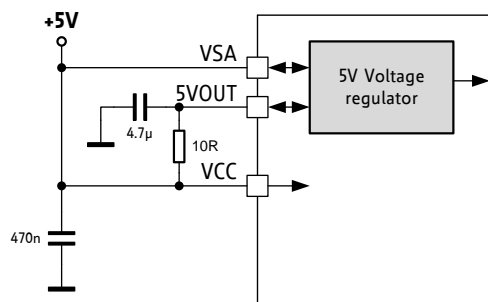 +5V
VSA
5V Voltage
regulator
5VOUT
4.7µ
10R
VCC
470n